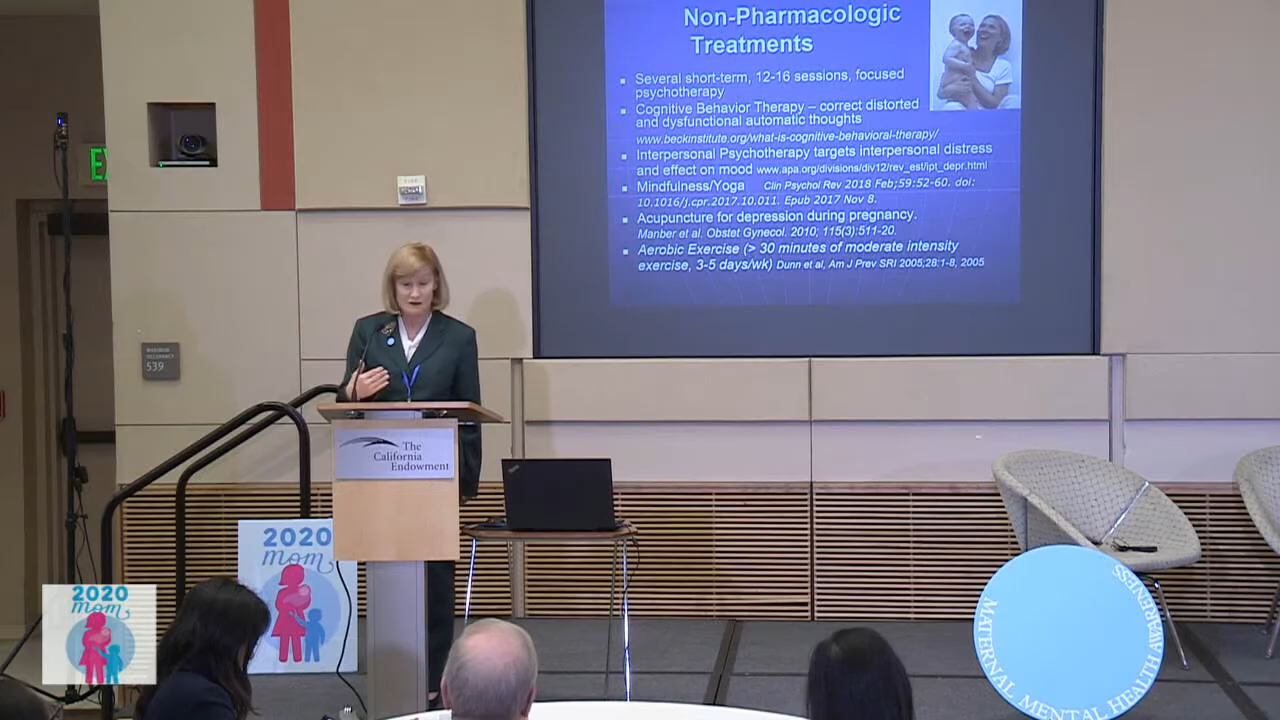 Non-Pharmacologic
Treatments
Several short-term, 12-16 sessions, focused
psychotherapy
Cognitive Behavior Therapy – correct distorted
and dysfunctional automatic thoughts
www.beckinstitute.org/what-is-cognitive-behavioral-therapy/
Interpersonal Psychotherapy targets interpersonal distress
and effect on mood www.apa.org/divisions/div12/rev_est/ipt_depr.html
Mindfulness/Yoga Clin Psychol Rev 2018 Feb;59:52-60. doi:
10.1016/j.cpr.2017.10.011. Epub 2017 Nov 8.
Acupuncture for depression during pregnancy.
Manber et al. Obstet Gynecol. 2010; 115(3):511-20.
Aerobic Exercise (> 30 minutes of moderate intensity
exercise, 3-5 days/wk) Dunn et al, Am J Prev SRI 2005;28:1-8, 2005
EX
MAXIMUM
OCCUPANCY
539
The
California
Endowment
2020
mom
2020
mom
MATERNAL MENTAL HEALTH AWARENESS